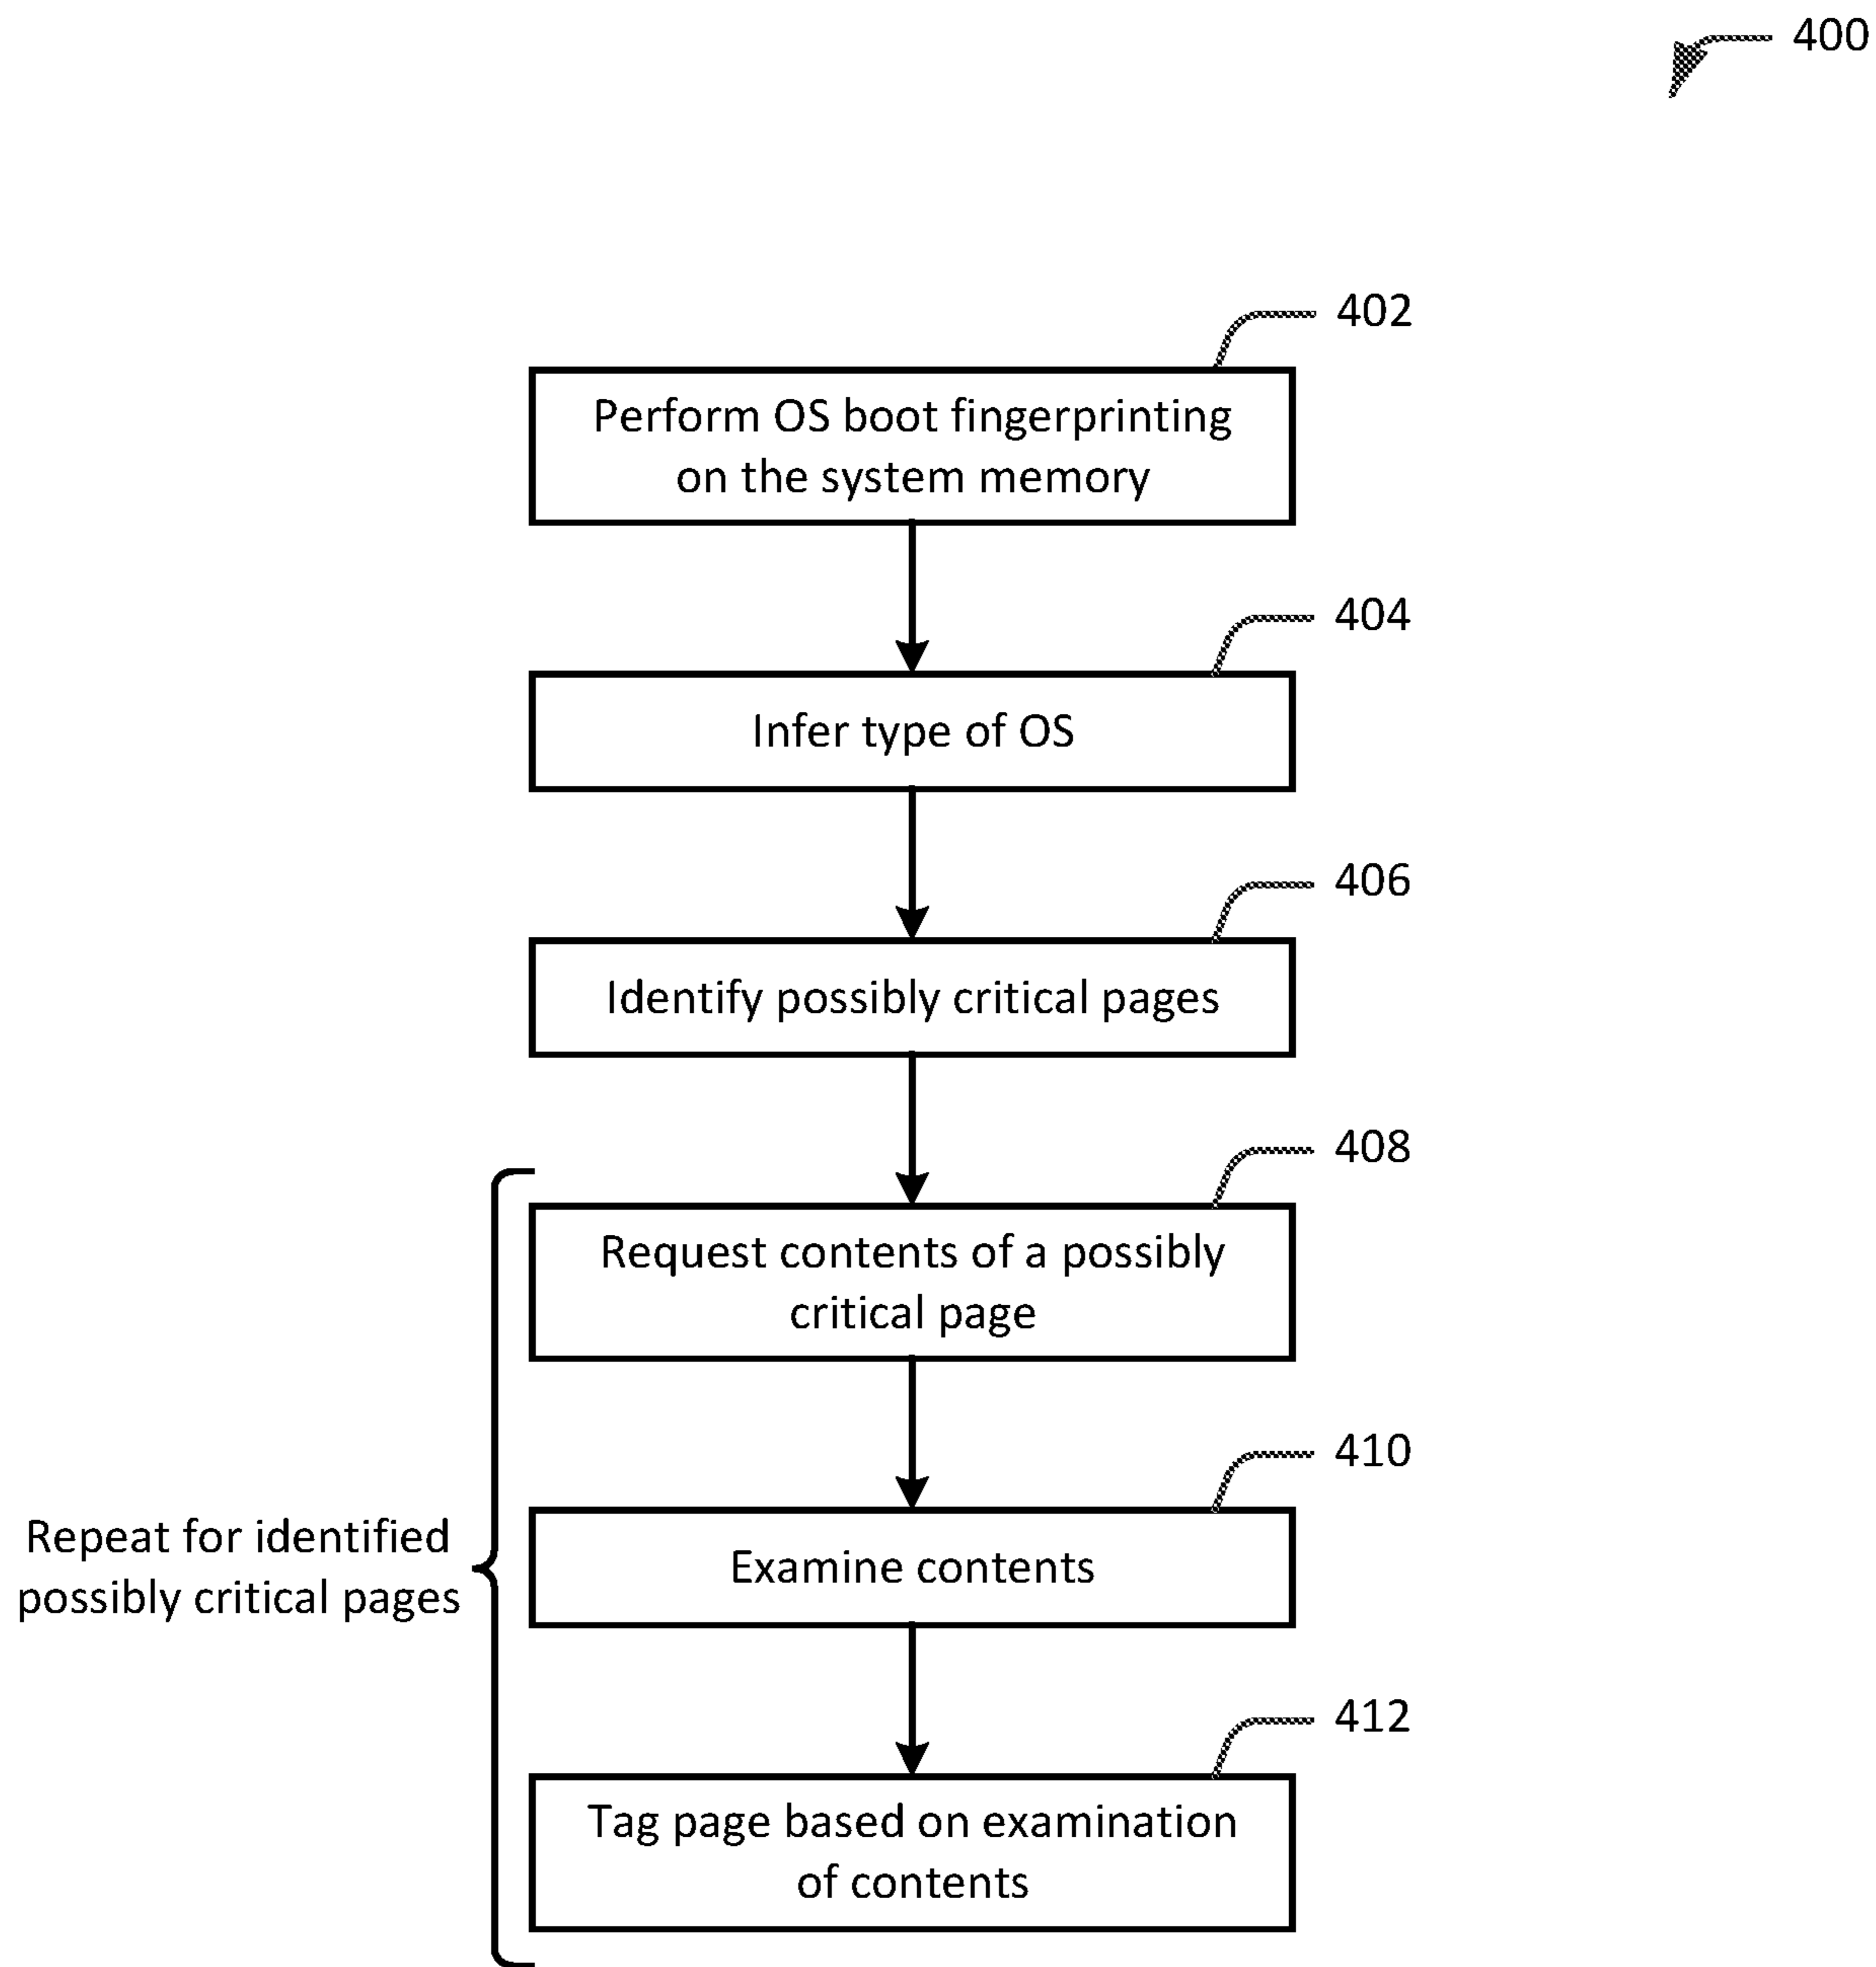 400
402
Perform OS boot fingerprinting
on the system memory
404
Infer type of OS
406
Identify possibly critical pages
408
Request contents of a possibly
critical page
410
Repeat for identified
possibly critical pages
Examine contents
412
Tag page based on examination
of contents